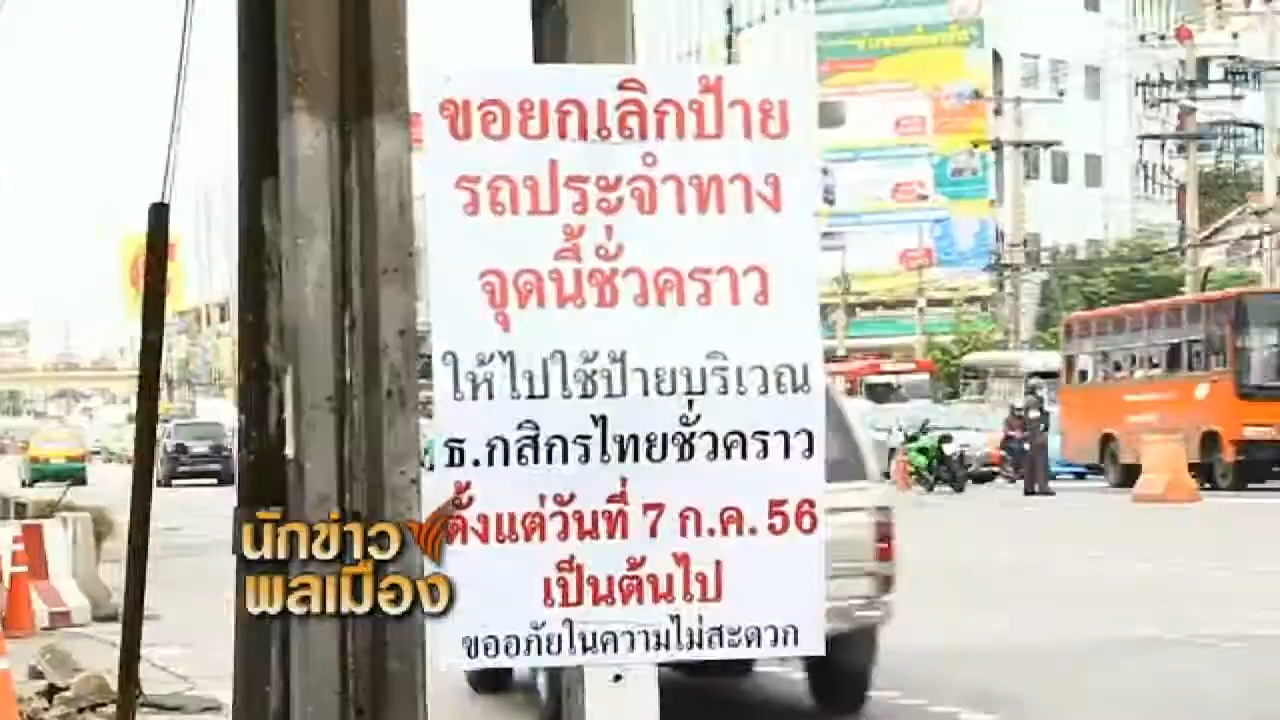 ขอยกเลิกป้าย
รถประจำทาง
จุดนี้ชั่วคราว
ให้ไปใช้ป้ายบริเวณ
ธ.กสิกรไทยชั่วคราว
ตั้งแต่วันที่ 7 ก.ค. 56
เป็นต้นไป
ขออภัยในความไม่สะดวก
นักข่าว
พลเมือง